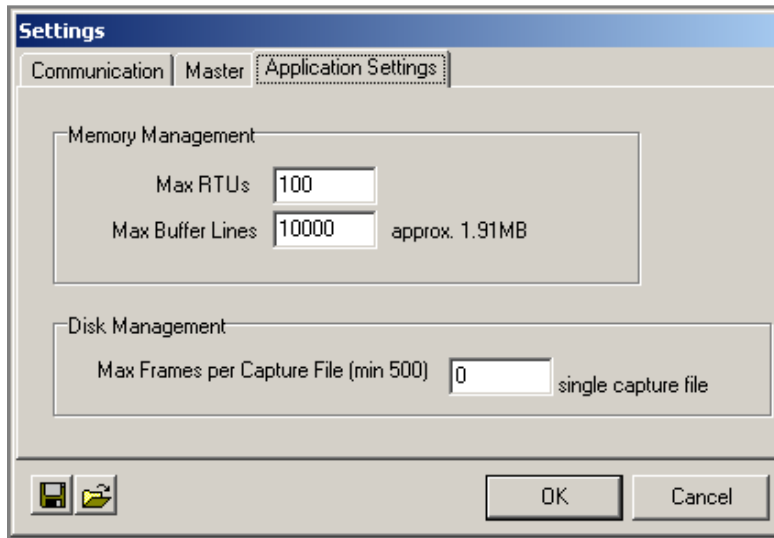 Settings
Communication Master Application Settings
Memory Management
Max RTUs 100
Max Buffer Lines 10000 approx. 1.91MB
Disk Management
Max Frames per Capture File (min 500) 0 single capture file
OK Cancel